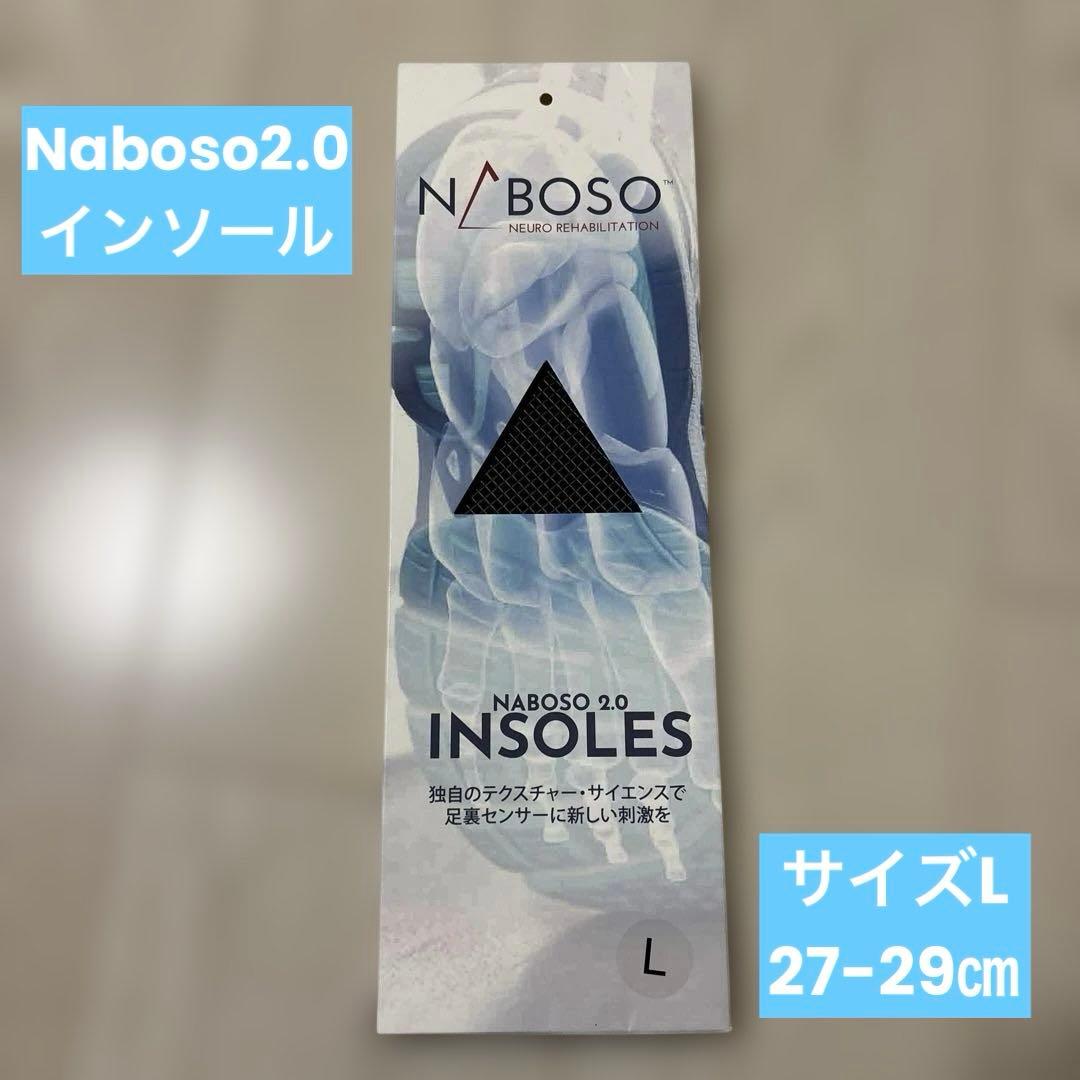 Naboso2.0
インソール
NABOSO™
NEURO REHABILITATION
NABOSO 2.0
INSOLES
独自のテクスチャー・サイエンスで
足裏センサーに新しい刺激を
L
サイズL
27-29㎝